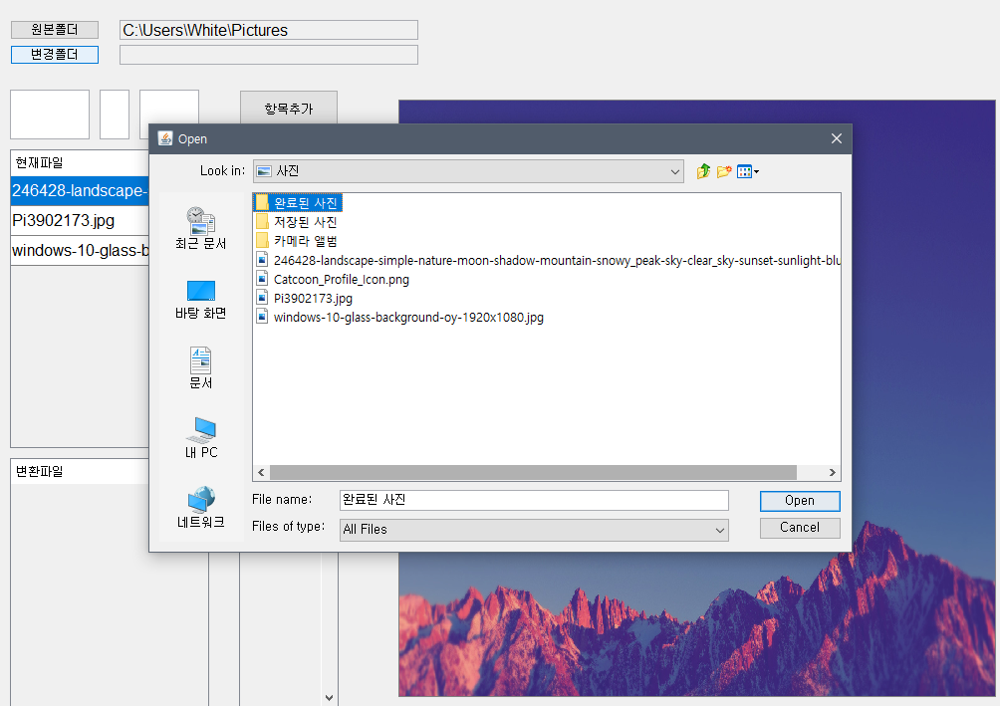 원본폴더
C:\Users\White\Pictures
변경폴더
항목추가
현재파일
246428-landscape-
Pi3902173.jpg
windows-10-glass-b
변환파일
Open
Look in:
사진
최근 문서
바탕 화면
문서
내 PC
네트워크
완료된 사진
저장된 사진
카메라 앨범
246428-landscape-simple-nature-moon-shadow-mountain-snowy_peak-sky-clear_sky-sunset-sunlight-blu
Catcoon_Profile_Icon.png
Pi3902173.jpg
windows-10-glass-background-oy-1920x1080.jpg
File name:
완료된 사진
Open
Files of type:
All Files
Cancel